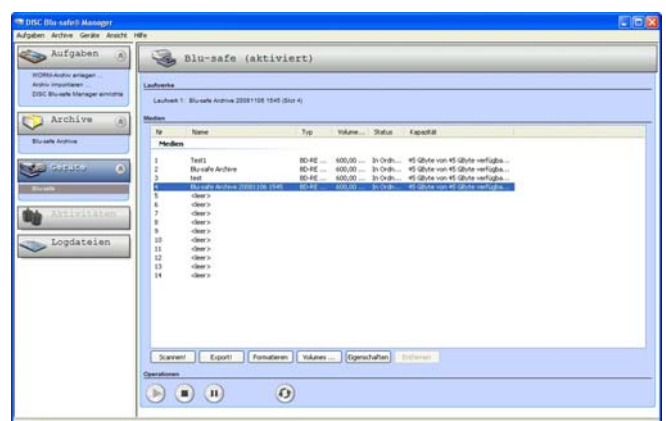 DISC Blu-safe® Manager
Aufgaben Archive Geräte Ansicht Hilfe
Aufgaben
WORM-Archiv anlegen ...
Archiv importieren ...
DISC Blu-safe Manager einrichte
Archive
Blu-safe Archive
Geräte
Blu-safe
Aktivitäten
Logdateien
Blu-safe (aktiviert)
Laufwerke
Laufwerk 1: Blu-safe Archive 20081106 1545 (Slot 4)
Medien
Nr Name Typ Volume... Status Kapazität
Medien
1 Test1 BD-RE ... 600,00 ... In Ordn... 45 GByte von 45 GByte verfügba...
2 Blu-safe Archive BD-RE ... 600,00 ... In Ordn... 45 GByte von 45 GByte verfügba...
3 test BD-RE ... 600,00 ... In Ordn... 45 GByte von 45 GByte verfügba...
4 Blu-safe Archive 20081106 1545 BD-RE ... 600,00 ... In Ordn... 45 GByte von 45 GByte verfügba...
5 <leer>
6 <leer>
7 <leer>
8 <leer>
9 <leer>
10 <leer>
11 <leer>
12 <leer>
13 <leer>
14 <leer>
Scannen! Export! Formatieren Volumes ... Eigenschaften Entfernen
Operationen